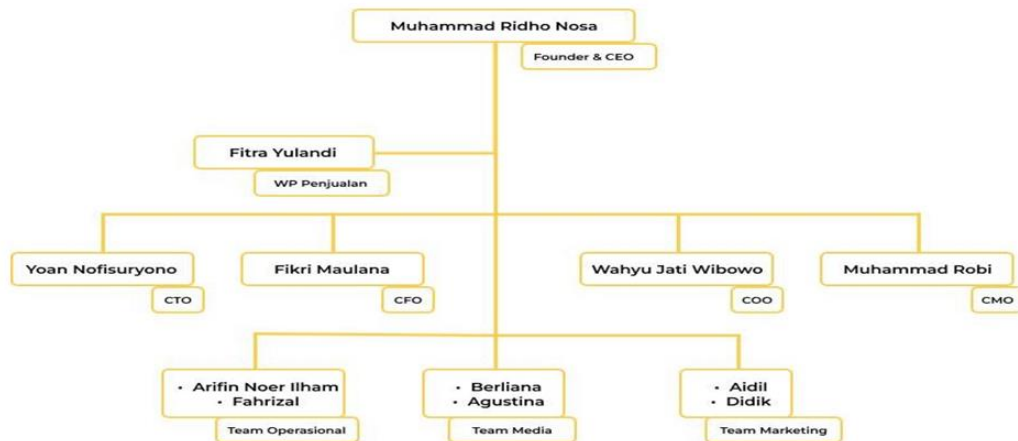 Muhammad Ridho Nosa
Founder & CEO
Fitra Yulandi
WP Penjualan
Yoan Nofisuryono
CTO
Fikri Maulana
CFO
Wahyu Jati Wibowo
COO
Muhammad Robi
CMO
• Arifin Noer Ilham
• Fahrizal
Team Operasional
• Berliana
• Agustina
Team Media
• Aidil
• Didik
Team Marketing